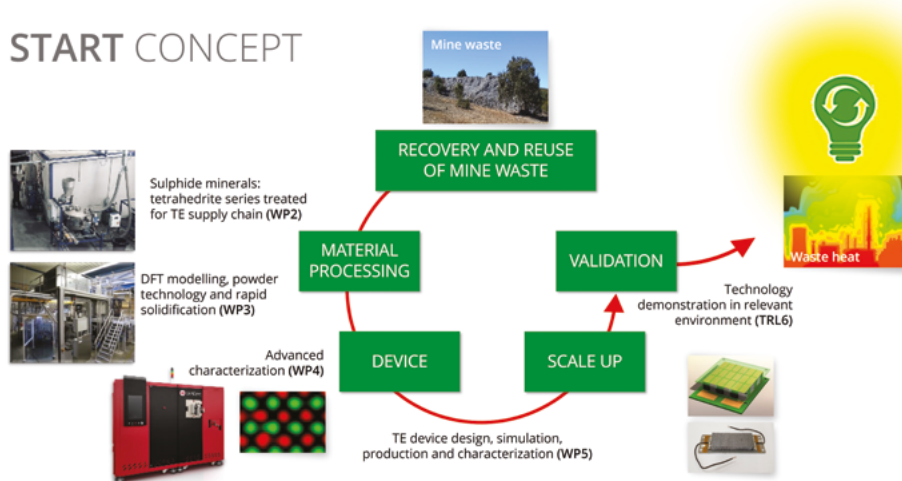 START CONCEPT
Mine waste
RECOVERY AND REUSE
OF MINE WASTE
Sulphide minerals:
tetrahedrite series treated
for TE supply chain (WP2)
MATERIAL
PROCESSING
VALIDATION
Waste heat
DFT modelling, powder
technology and rapid
solidification (WP3)
Technology
demonstration in relevant
environment (TRL6)
Advanced
characterization (WP4)
DEVICE
SCALE UP
TE device design, simulation,
production and characterization (WP5)